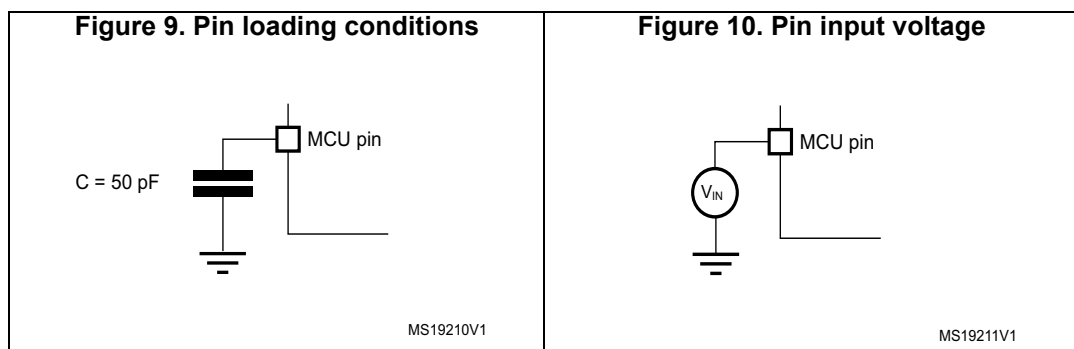 Figure 9. Pin loading conditions
MCU pin
C = 50 pF
MS19210V1
Figure 10. Pin input voltage
MCU pin
VIN
MS19211V1